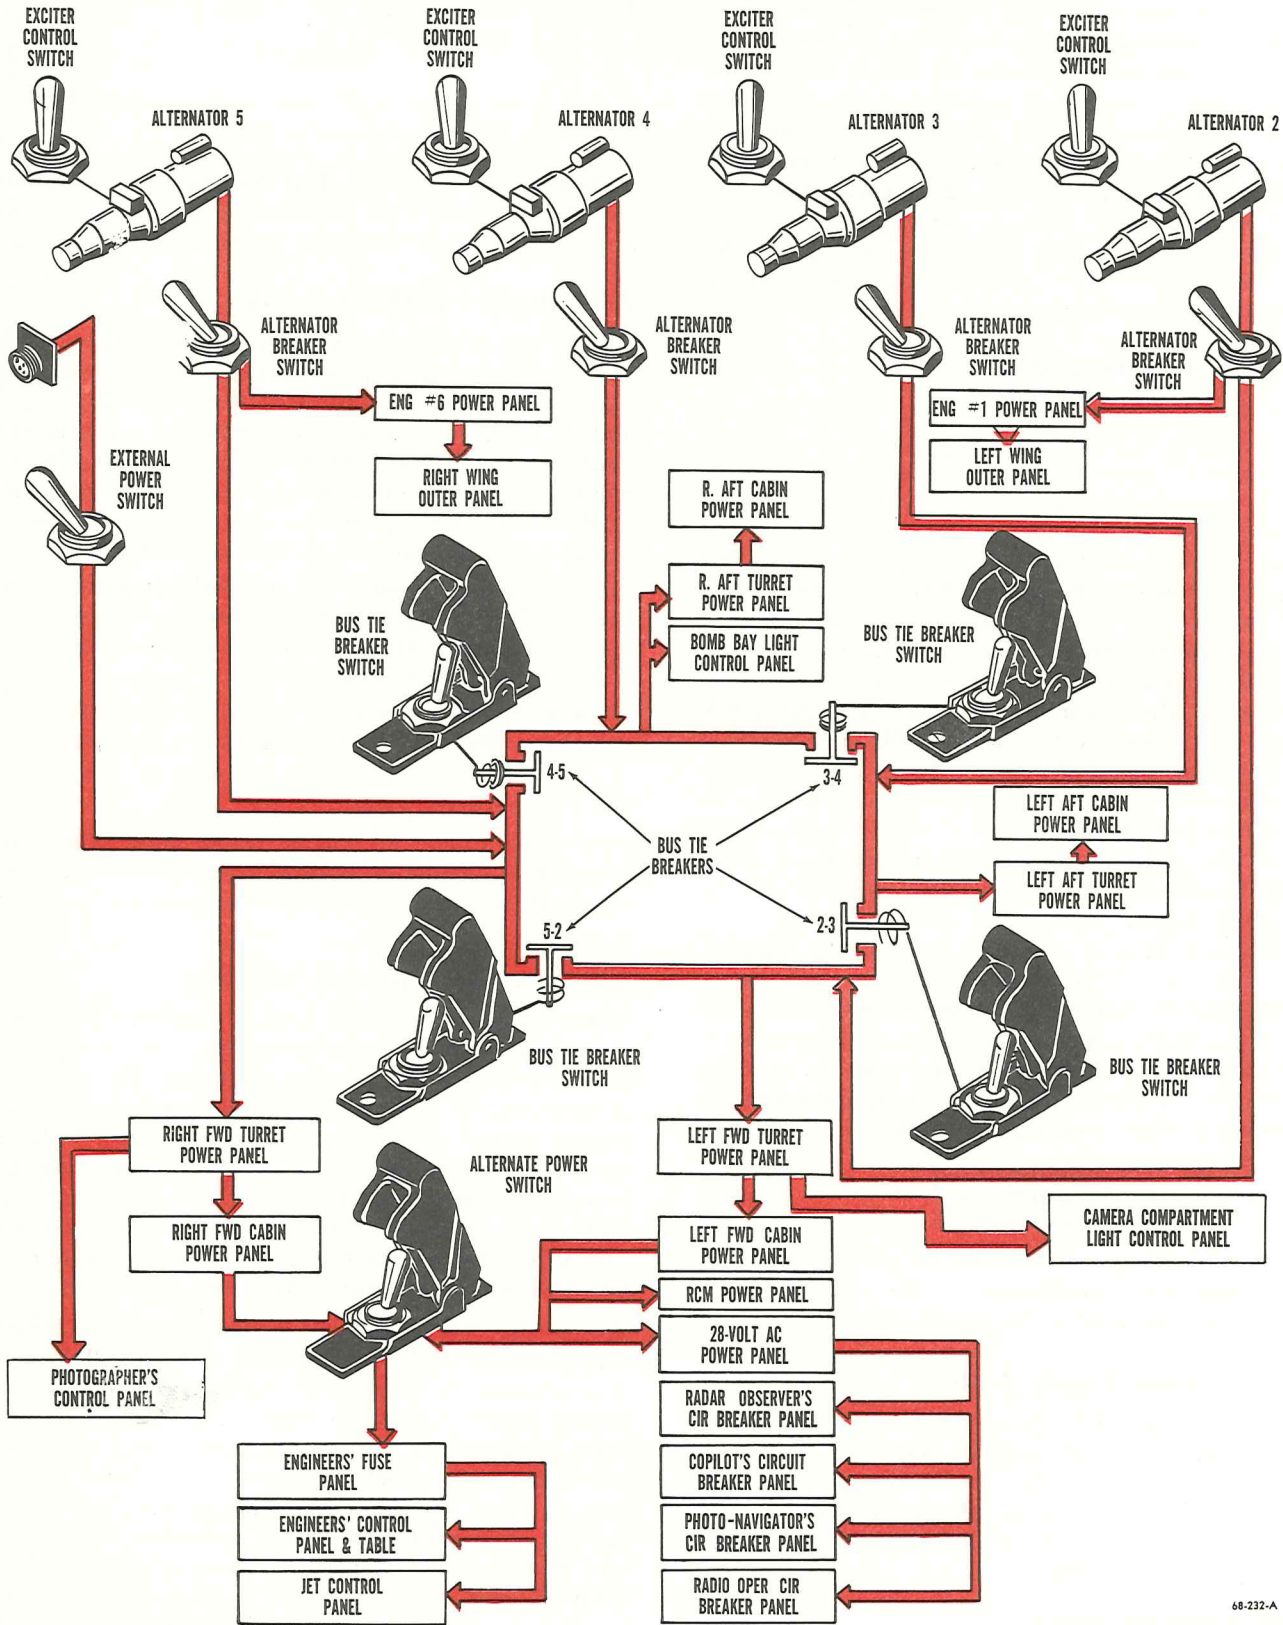 EXCITER
CONTROL
SWITCH
EXCITER
CONTROL
SWITCH
EXCITER
CONTROL
SWITCH
EXCITER
CONTROL
SWITCH
ALTERNATOR 5
ALTERNATOR 4
ALTERNATOR 3
ALTERNATOR 2
ALTERNATOR
BREAKER
SWITCH
ALTERNATOR
BREAKER
SWITCH
ALTERNATOR
BREAKER
SWITCH
ALTERNATOR
BREAKER
SWITCH
ENG #6 POWER PANEL
RIGHT WING
OUTER PANEL
ENG #1 POWER PANEL
LEFT WING
OUTER PANEL
EXTERNAL
POWER
SWITCH
R. AFT CABIN
POWER PANEL
R. AFT TURRET
POWER PANEL
BOMB BAY LIGHT
CONTROL PANEL
BUS TIE
BREAKER
SWITCH
BUS TIE BREAKER
SWITCH
4-5
3-4
BUS TIE
BREAKERS
LEFT AFT CABIN
POWER PANEL
LEFT AFT TURRET
POWER PANEL
5-2
2-3
BUS TIE BREAKER
SWITCH
BUS TIE BREAKER
SWITCH
RIGHT FWD TURRET
POWER PANEL
ALTERNATE POWER
SWITCH
LEFT FWD TURRET
POWER PANEL
RIGHT FWD CABIN
POWER PANEL
LEFT FWD CABIN
POWER PANEL
CAMERA COMPARTMENT
LIGHT CONTROL PANEL
RCM POWER PANEL
28-VOLT AC
POWER PANEL
PHOTOGRAPHER'S
CONTROL PANEL
RADAR OBSERVER'S
CIR BREAKER PANEL
ENGINEERS' FUSE
PANEL
COPILOT'S CIRCUIT
BREAKER PANEL
ENGINEERS' CONTROL
PANEL & TABLE
PHOTO-NAVIGATOR'S
CIR BREAKER PANEL
JET CONTROL
PANEL
RADIO OPER CIR
BREAKER PANEL
68-232-A